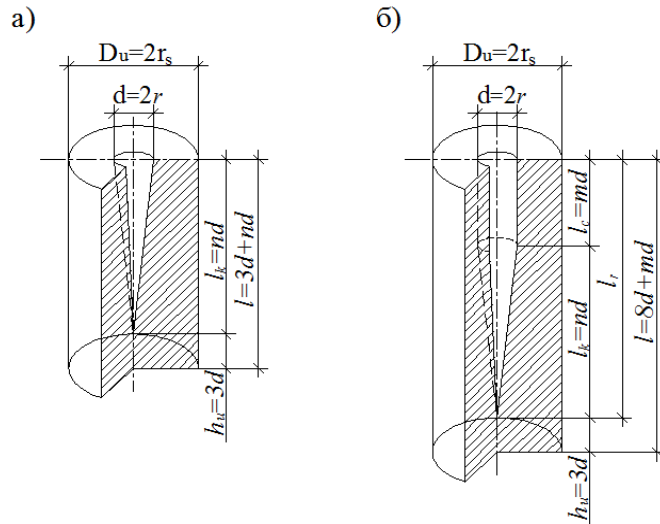 а)
Du=2rs
d=2r
lk=nd
l=3d+nd
hu=3d
б)
Du=2rs
d=2r
lc=md
lk=nd
lr
l=8d+md
hu=3d